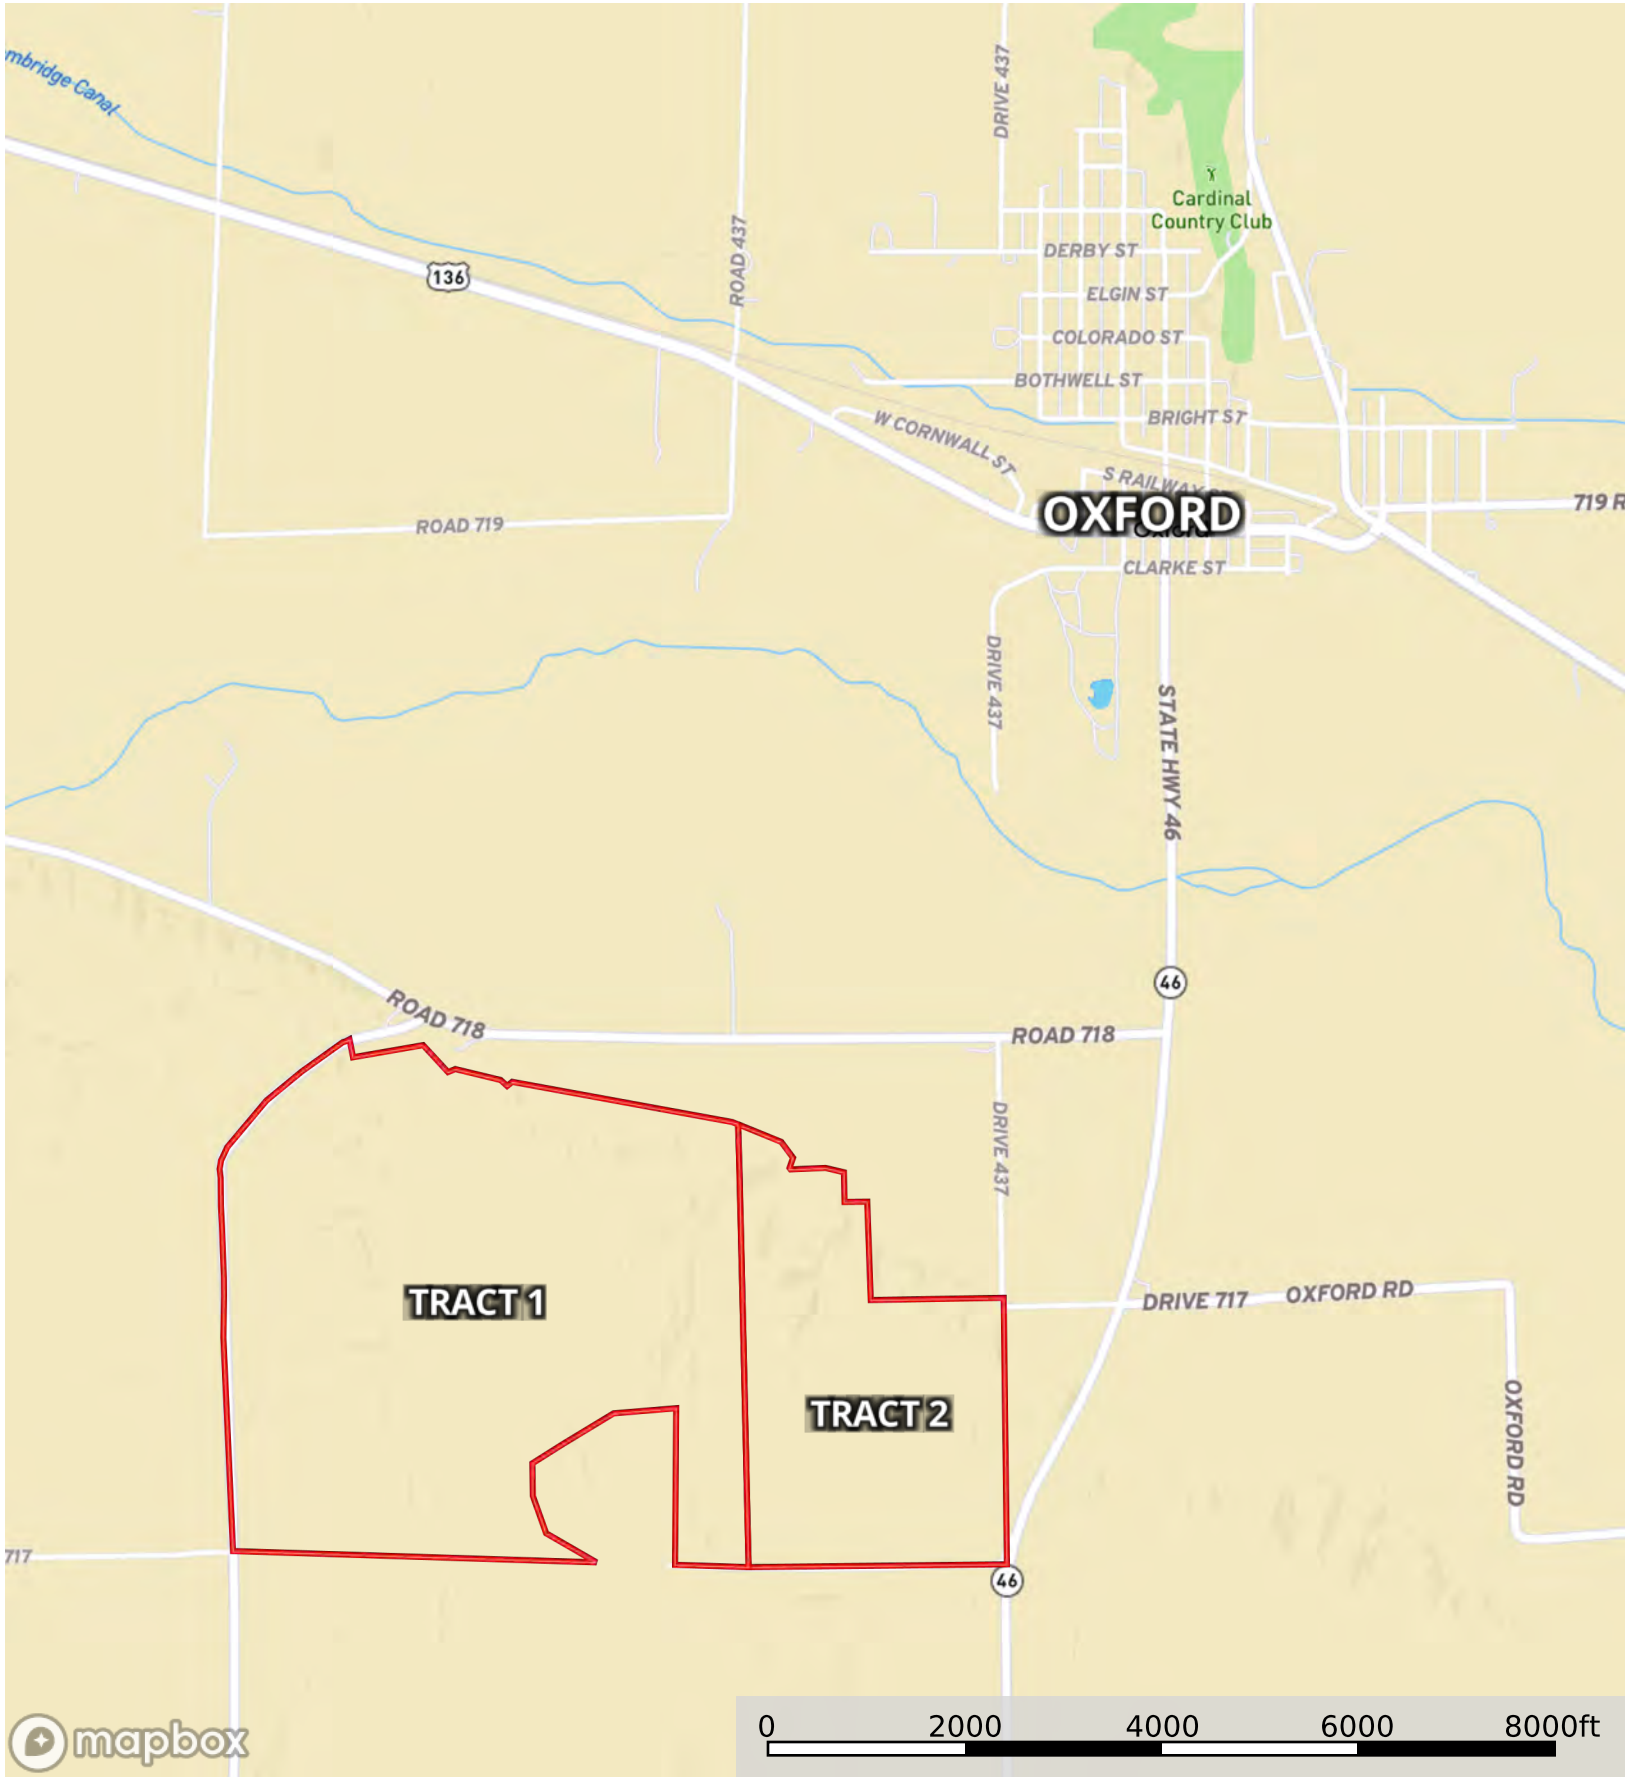 DRIVE 437
mbridge Canal
Cardinal
Country Club
ROAD 437
DERBY ST
136
ELGIN ST
COLORADO ST
BOTHWELL ST
W CORNWALL ST
BRIGHT ST
S RAILWAY
OXFORD
719 R
ROAD 719
CLARKE ST
DRIVE 437
STATE HWY 46
46
ROAD 718
ROAD 718
DRIVE 437
TRACT 1
DRIVE 717
OXFORD RD
TRACT 2
OXFORD RD
717
46
mapbox
0 2000 4000 6000 8000ft